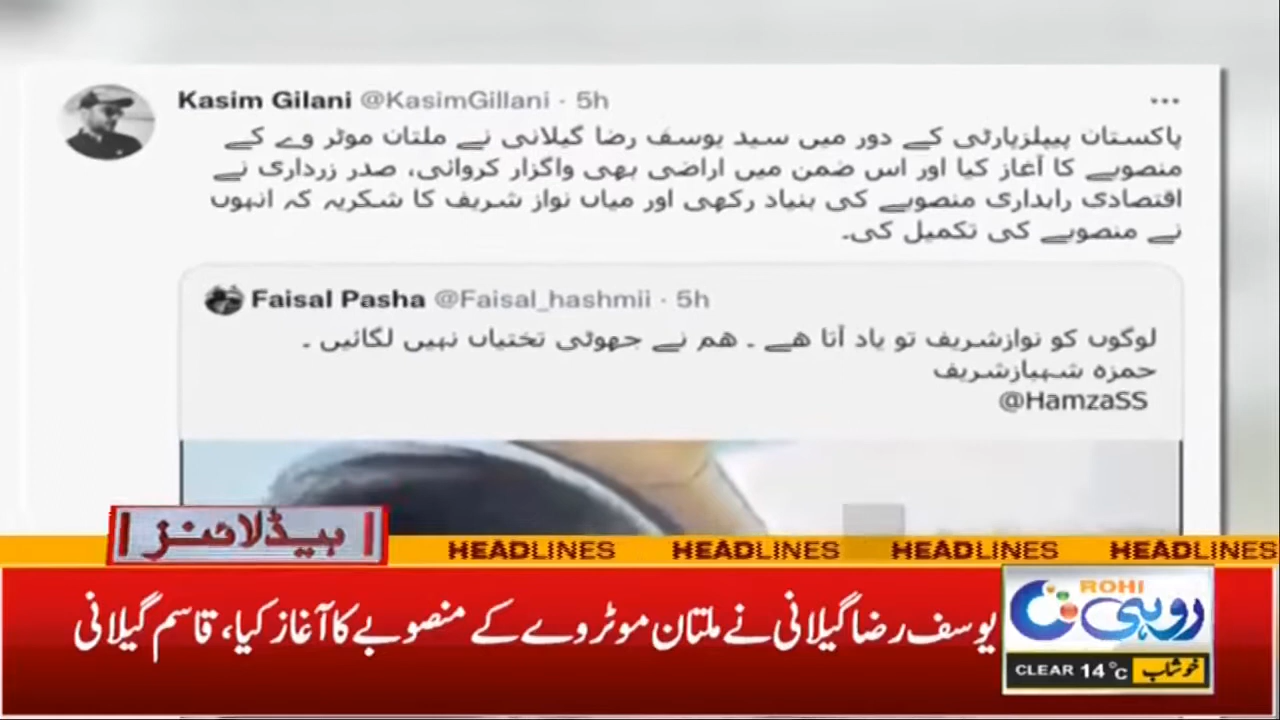 Kasim Gilani @KasimGillani · 5h
پاکستان پیپلزپارٹی کے دور میں سید یوسف رضا گیلانی نے ملتان موٹر وے کے
منصوبے کا آغاز کیا اور اس ضمن میں اراضی بھی واگزار کروائی، صدر زرداری نے
اقتصادی راہداری منصوبے کی بنیاد رکھی اور میاں نواز شریف کا شکریہ کہ انہوں
نے منصوبے کی تکمیل کی۔
Faisal Pasha @Faisal_hashmii · 5h
لوگوں کو نوازشریف تو یاد آتا ھے ۔ ھم نے جھوٹی تختیاں نہیں لگائیں ۔
حمزہ شہبازشریف
@HamzaSS
ہیڈلائنز
HEADLINES HEADLINES HEADLINES HEADLINES
یوسف رضا گیلانی نے ملتان موٹروے کے منصوبے کا آغاز کیا، قاسم گیلانی
ROHI
روہی
CLEAR 14°C خوشاب